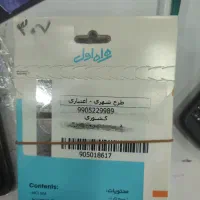 ۳۰۷
همراه اول
طرح شهری - اعتباری
9905229989
کشوری
905018617
Contents:
محتویات: